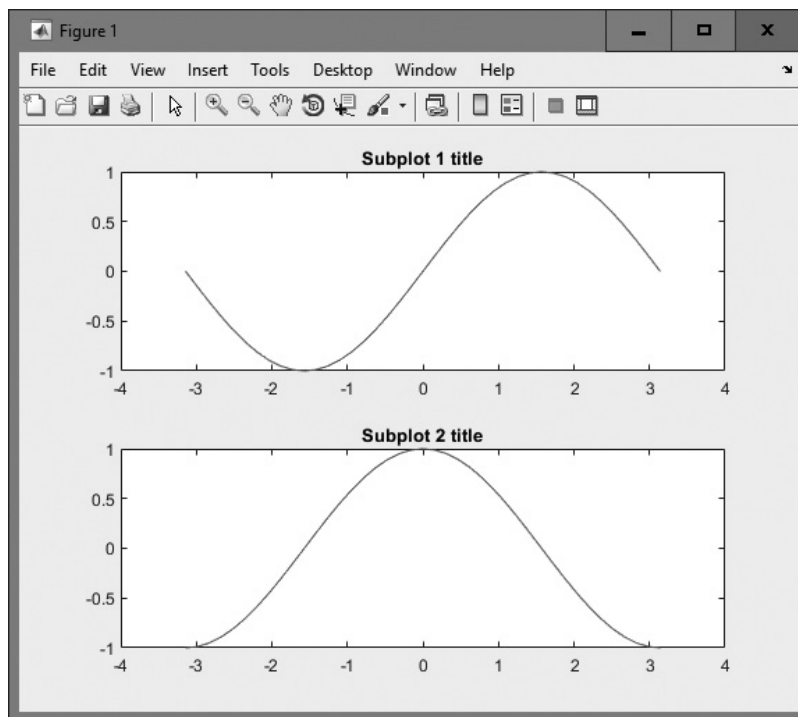 Figure 1
File Edit View Insert Tools Desktop Window Help
Subplot 1 title
1
0.5
0
-0.5
-1
-4 -3 -2 -1 0 1 2 3 4
Subplot 2 title
1
0.5
0
-0.5
-1
-4 -3 -2 -1 0 1 2 3 4